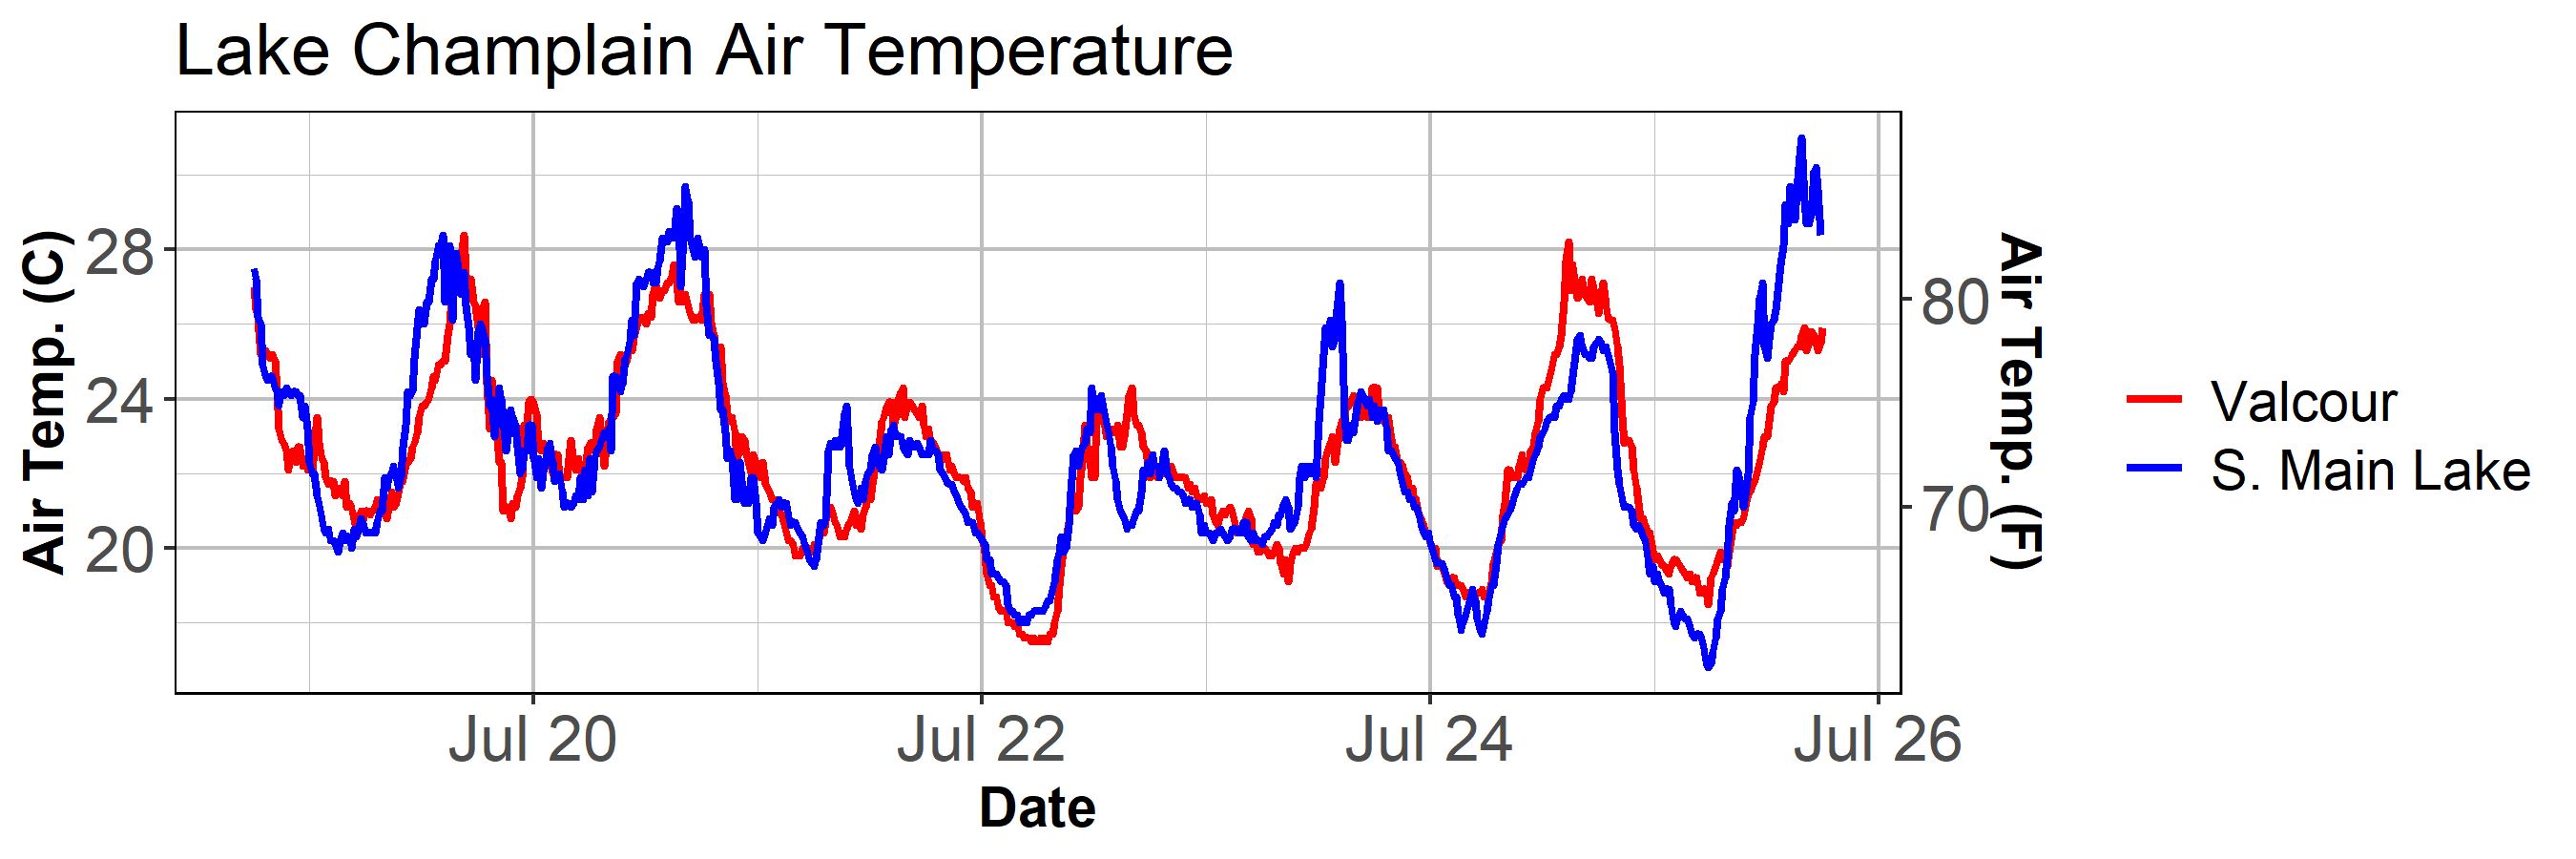 Lake Champlain Air Temperature
Air Temp. (C)
28
24
20
Air Temp. (F)
80
70
Valcour
S. Main Lake
Jul 20
Jul 22
Jul 24
Jul 26
Date